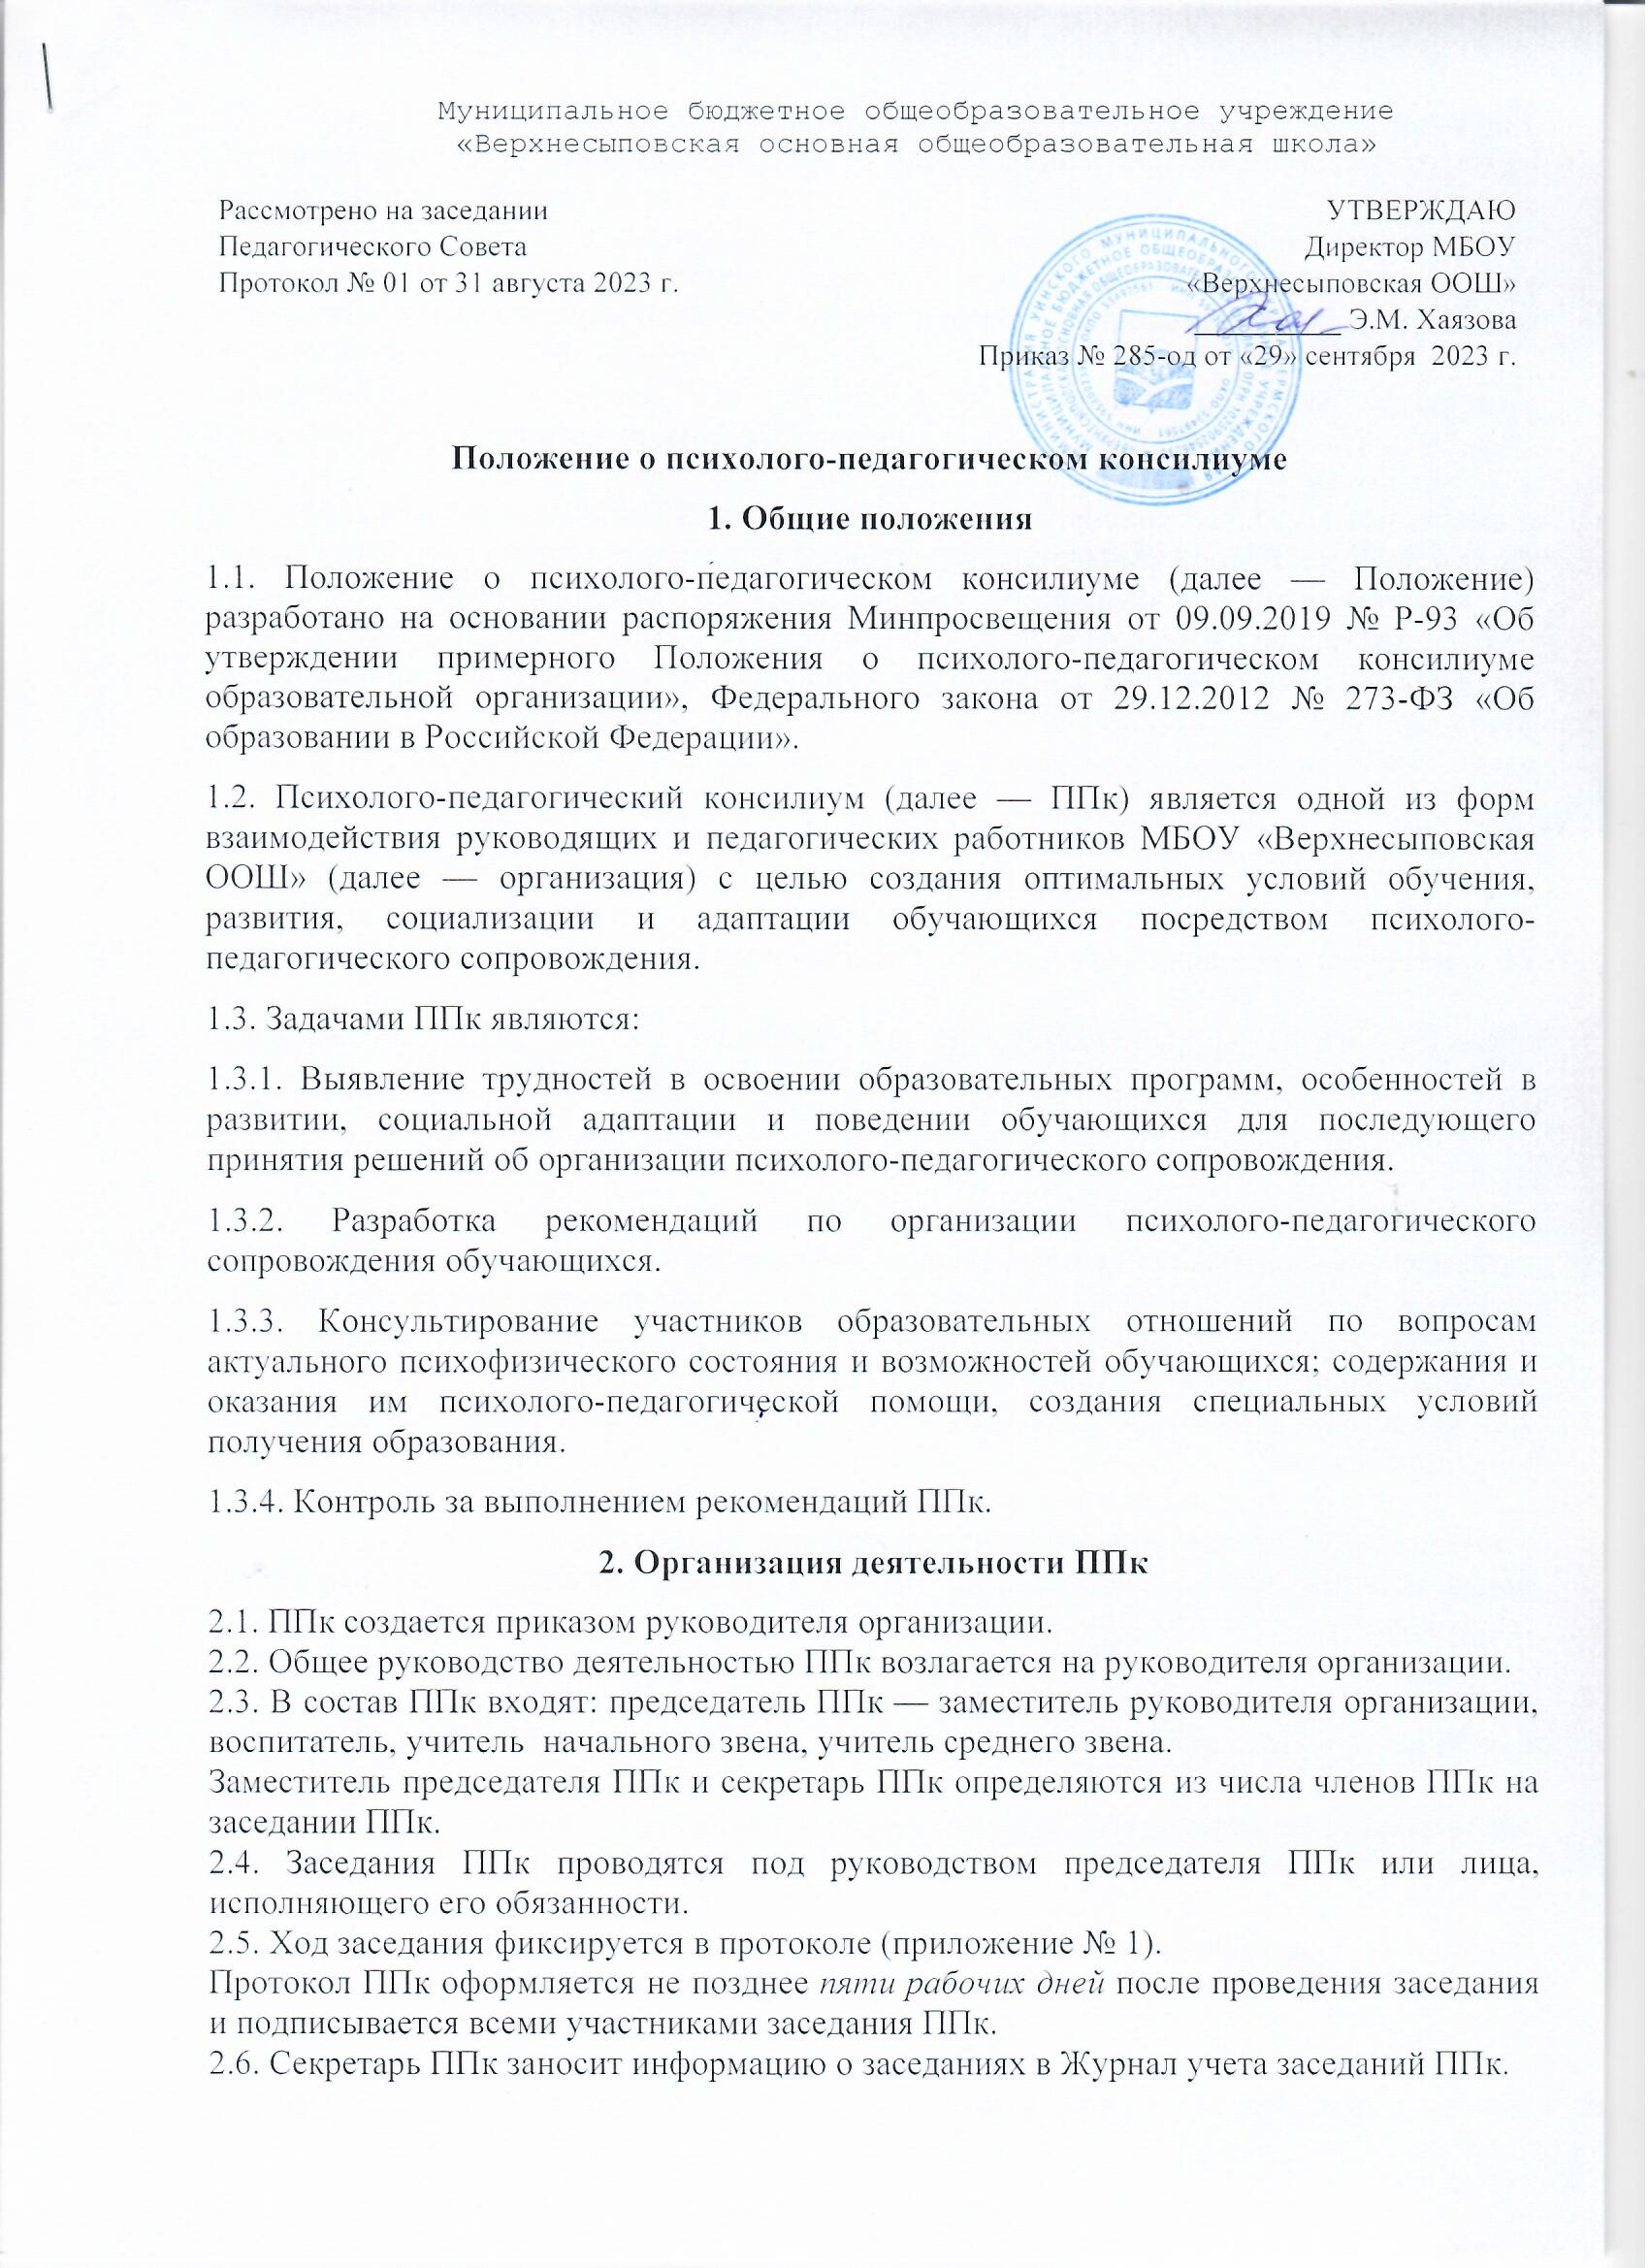 Муниципальное бюджетное общеобразовательное учреждение
«Верхнесыповская основная общеобразовательная школа»
Рассмотрено на заседании
Педагогического Совета
Протокол № 01 от 31 августа 2023 г.
УТВЕРЖДАЮ
Директор МБОУ
«Верхнесыповская ООШ»
Э.М. Хаязова
Приказ № 285-од от «29» сентября 2023 г.
Положение о психолого-педагогическом консилиуме
1. Общие положения
1.1. Положение о психолого-педагогическом консилиуме (далее — Положение)
разработано на основании распоряжения Минпросвещения от 09.09.2019 № Р-93 «Об
утверждении примерного Положения о психолого-педагогическом консилиуме
образовательной организации», Федерального закона от 29.12.2012 № 273-ФЗ «Об
образовании в Российской Федерации».
1.2. Психолого-педагогический консилиум (далее — ППк) является одной из форм
взаимодействия руководящих и педагогических работников МБОУ «Верхнесыповская
ООШ» (далее — организация) с целью создания оптимальных условий обучения,
развития, социализации и адаптации обучающихся посредством психолого-
педагогического сопровождения.
1.3. Задачами ППк являются:
1.3.1. Выявление трудностей в освоении образовательных программ, особенностей в
развитии, социальной адаптации и поведении обучающихся для последующего
принятия решений об организации психолого-педагогического сопровождения.
1.3.2. Разработка рекомендаций по организации психолого-педагогического
сопровождения обучающихся.
1.3.3. Консультирование участников образовательных отношений по вопросам
актуального психофизического состояния и возможностей обучающихся; содержания и
оказания им психолого-педагогической помощи, создания специальных условий
получения образования.
1.3.4. Контроль за выполнением рекомендаций ППк.
2. Организация деятельности ППк
2.1. ППк создается приказом руководителя организации.
2.2. Общее руководство деятельностью ППк возлагается на руководителя организации.
2.3. В состав ППк входят: председатель ППк — заместитель руководителя организации,
воспитатель, учитель начального звена, учитель среднего звена.
Заместитель председателя ППк и секретарь ППк определяются из числа членов ППк на
заседании ППк.
2.4. Заседания ППк проводятся под руководством председателя ППк или лица,
исполняющего его обязанности.
2.5. Ход заседания фиксируется в протоколе (приложение № 1).
Протокол ППк оформляется не позднее пяти рабочих дней после проведения заседания
и подписывается всеми участниками заседания ППк.
2.6. Секретарь ППк заносит информацию о заседаниях в Журнал учета заседаний ППк.